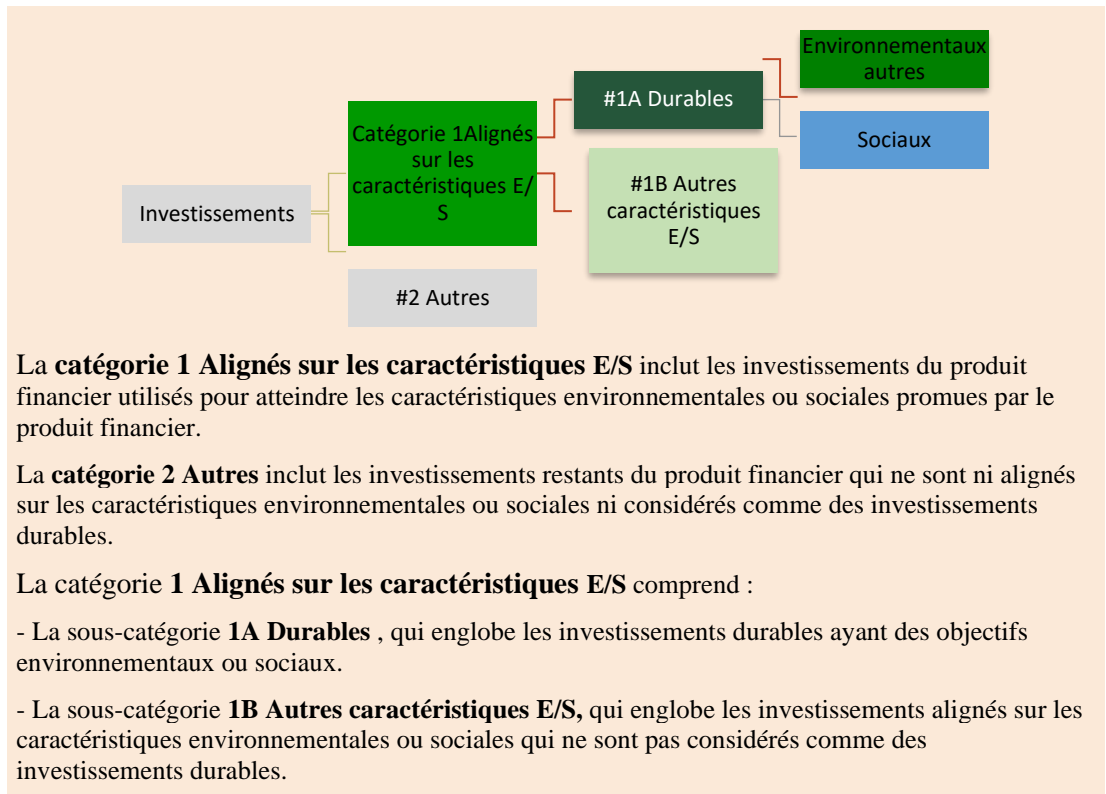 Environnementaux
autres
#1A Durables
Sociaux
Catégorie 1Alignés
sur les
caractéristiques E/
S
#1B Autres
caractéristiques
E/S
Investissements
#2 Autres
La catégorie 1 Alignés sur les caractéristiques E/S inclut les investissements du produit
financier utilisés pour atteindre les caractéristiques environnementales ou sociales promues par le
produit financier.
La catégorie 2 Autres inclut les investissements restants du produit financier qui ne sont ni alignés
sur les caractéristiques environnementales ou sociales ni considérés comme des investissements
durables.
La catégorie 1 Alignés sur les caractéristiques E/S comprend :
- La sous-catégorie 1A Durables , qui englobe les investissements durables ayant des objectifs
environnementaux ou sociaux.
- La sous-catégorie 1B Autres caractéristiques E/S, qui englobe les investissements alignés sur les
caractéristiques environnementales ou sociales qui ne sont pas considérés comme des
investissements durables.